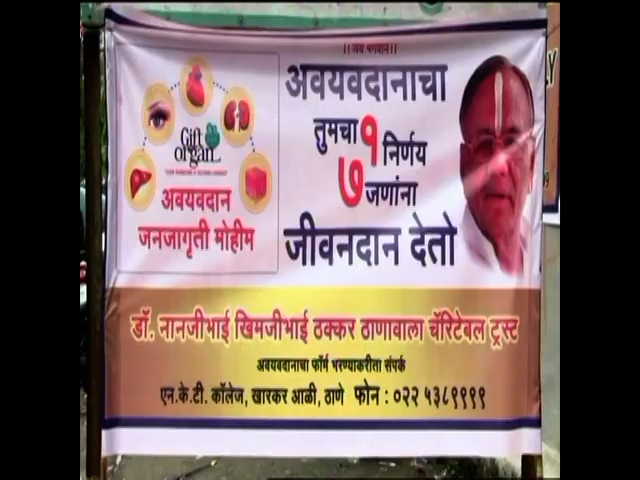 ।। जय भगवान ।।
अवयवदानाचा
तुमचा १ निर्णय
७ जणांना
जीवनदान देतो
Gift
organ
अवयवदान
जनजागृती मोहीम
डॉ. नानजीभाई खिमजीभाई ठक्कर ठाणावाला चॅरिटेबल ट्रस्ट
अवयवदानाचा फॉर्म भरण्याकरीता संपर्क
एन.के.टी. कॉलेज, खारकर आळी, ठाणे फोन : ०२२ ५३८९९९९